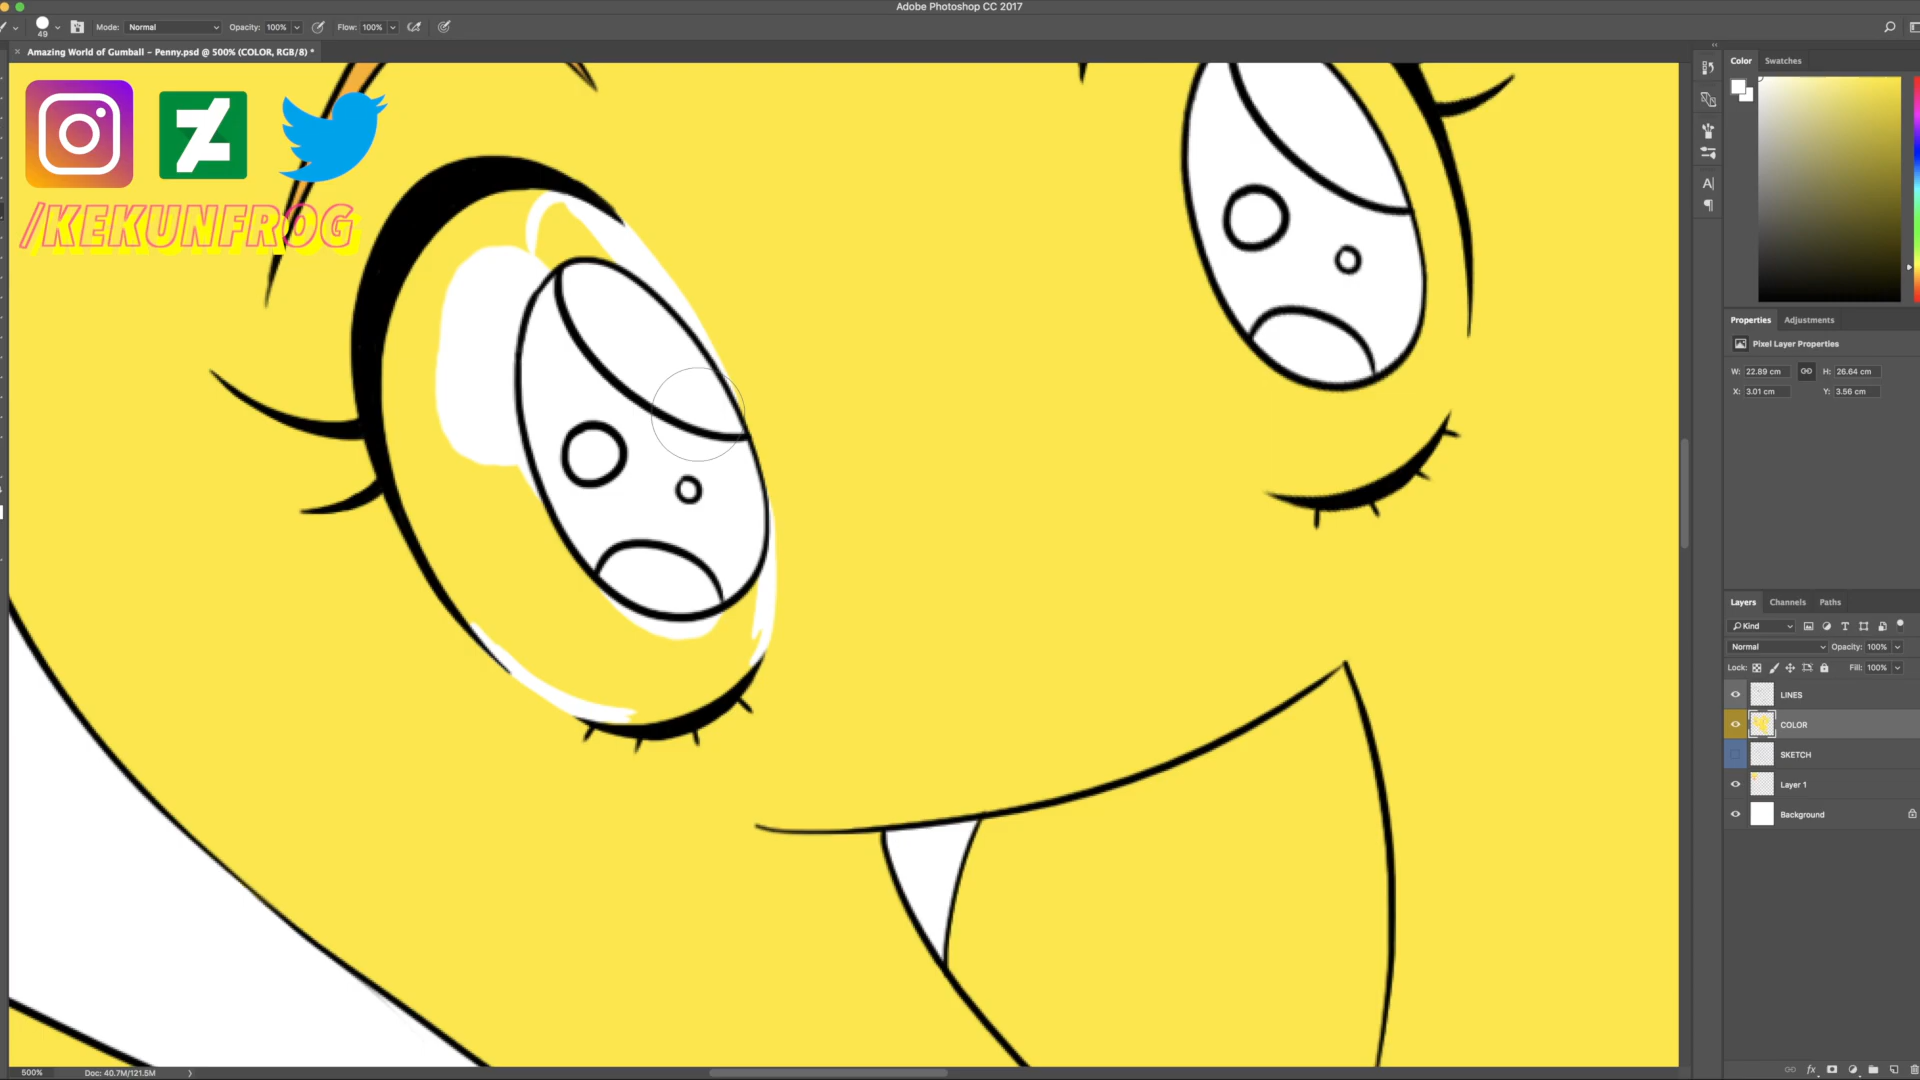 Adobe Photoshop CC 2017
49
Mode: Normal Opacity: 100% Flow: 100%
× Amazing World of Gumball – Penny.psd @ 500% (COLOR, RGB/8) *
/KEKUNFROG
Color Swatches
Properties Adjustments
Pixel Layer Properties
W: 22.89 cm H: 26.64 cm
X: 3.01 cm Y: 3.56 cm
Layers Channels Paths
Kind
Normal Opacity: 100%
Lock: Fill: 100%
LINES
COLOR
SKETCH
Layer 1
Background
fx
500% Doc: 40.7M/121.5M